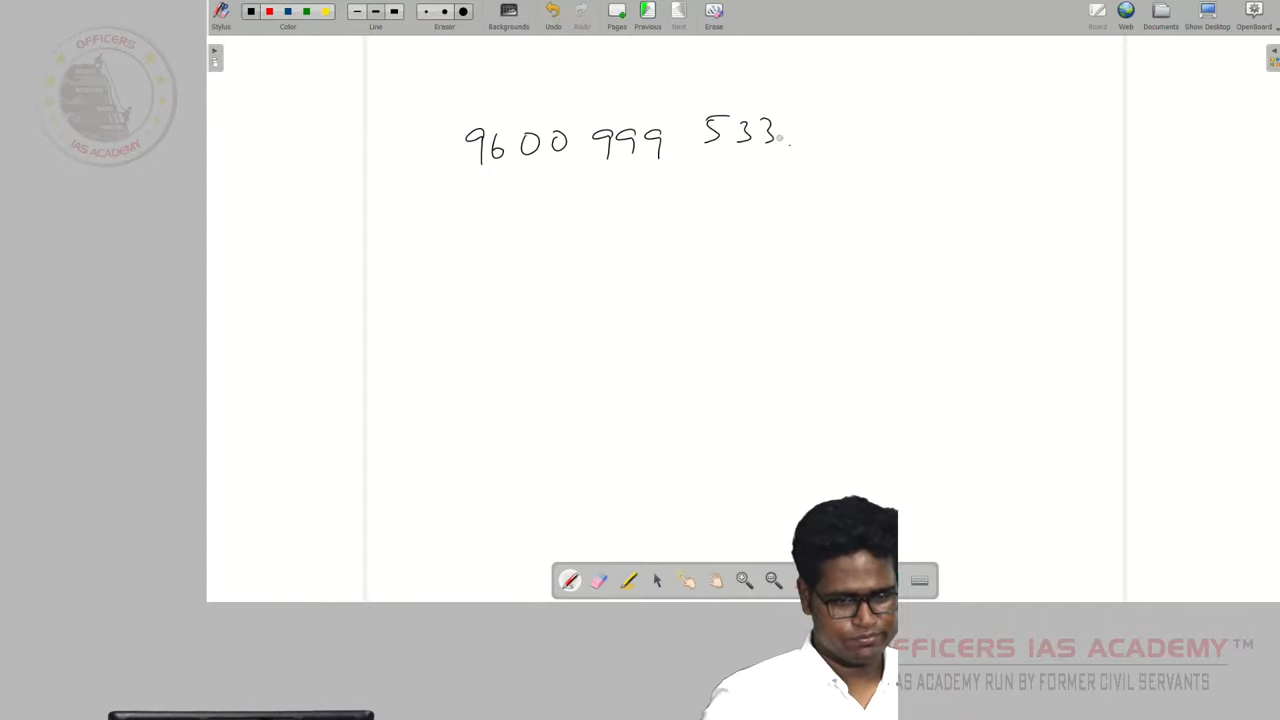 Stylus Color Line Eraser Backgrounds Undo Redo Pages Previous Next Erase Board Web Documents Show Desktop OpenBoard
OFFICERS
IAS ACADEMY
9600 999 533
FFICERS IAS ACADEMY™
AS ACADEMY RUN BY FORMER CIVIL SERVANTS